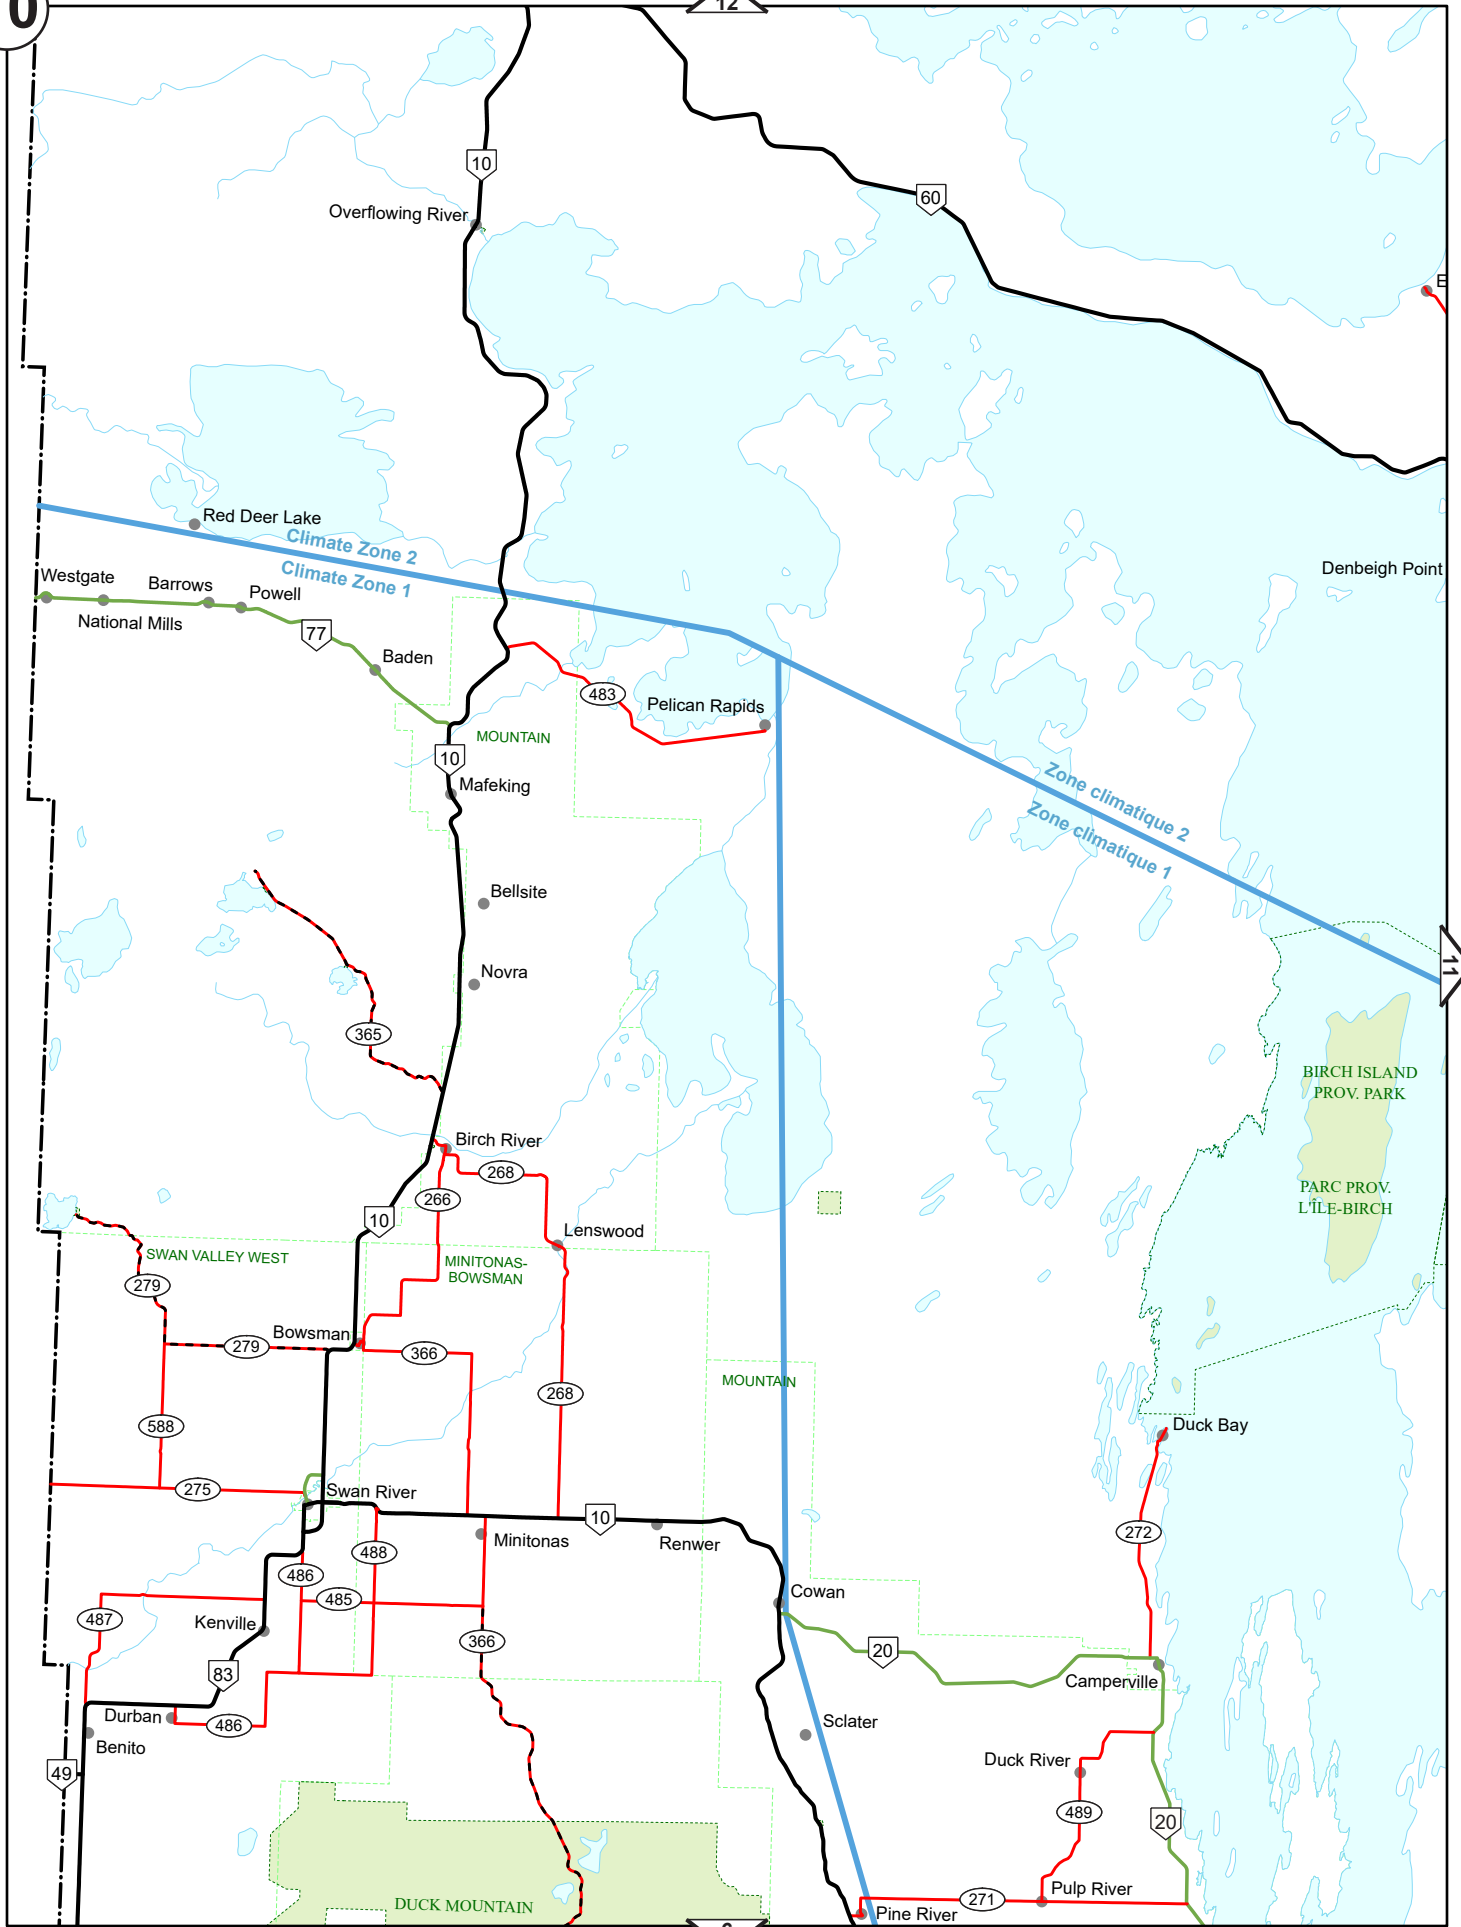 0
12
10
60
Overflowing River
E
Red Deer Lake
Climate Zone 2
Climate Zone 1
Denbeigh Point
Westgate
Barrows
Powell
National Mills
77
Baden
483
Pelican Rapids
MOUNTAIN
10
Mafeking
Zone climatique 2
Zone climatique 1
Bellsite
11
Novra
365
BIRCH ISLAND
PROV. PARK
Birch River
268
266
PARC PROV.
L'ÎLE-BIRCH
10
Lenswood
SWAN VALLEY WEST
MINITONAS-
BOWSMAN
279
Bowsman
279
366
MOUNTAIN
268
588
Duck Bay
275
Swan River
10
272
Minitonas
Renwer
488
486
485
Cowan
487
Kenville
366
20
83
Camperville
Durban
486
Sclater
Benito
Duck River
49
489
20
Pulp River
DUCK MOUNTAIN
271
Pine River